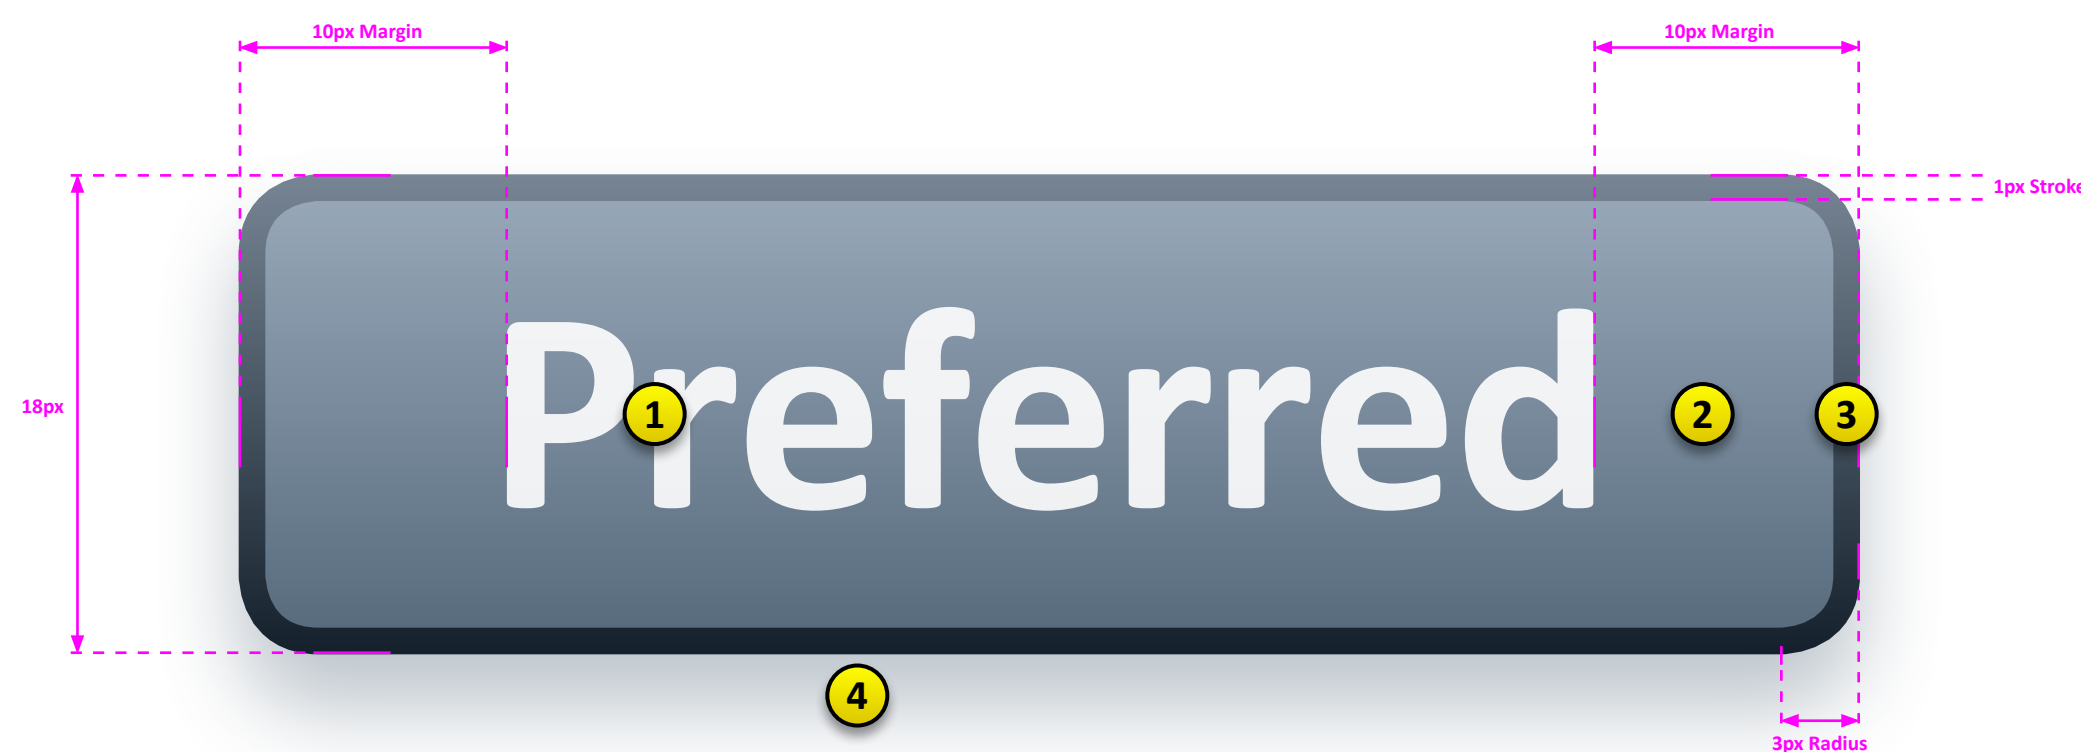 10px Margin
10px Margin
1px Stroke
Preferred
18px
1
2
3
4
3px Radius